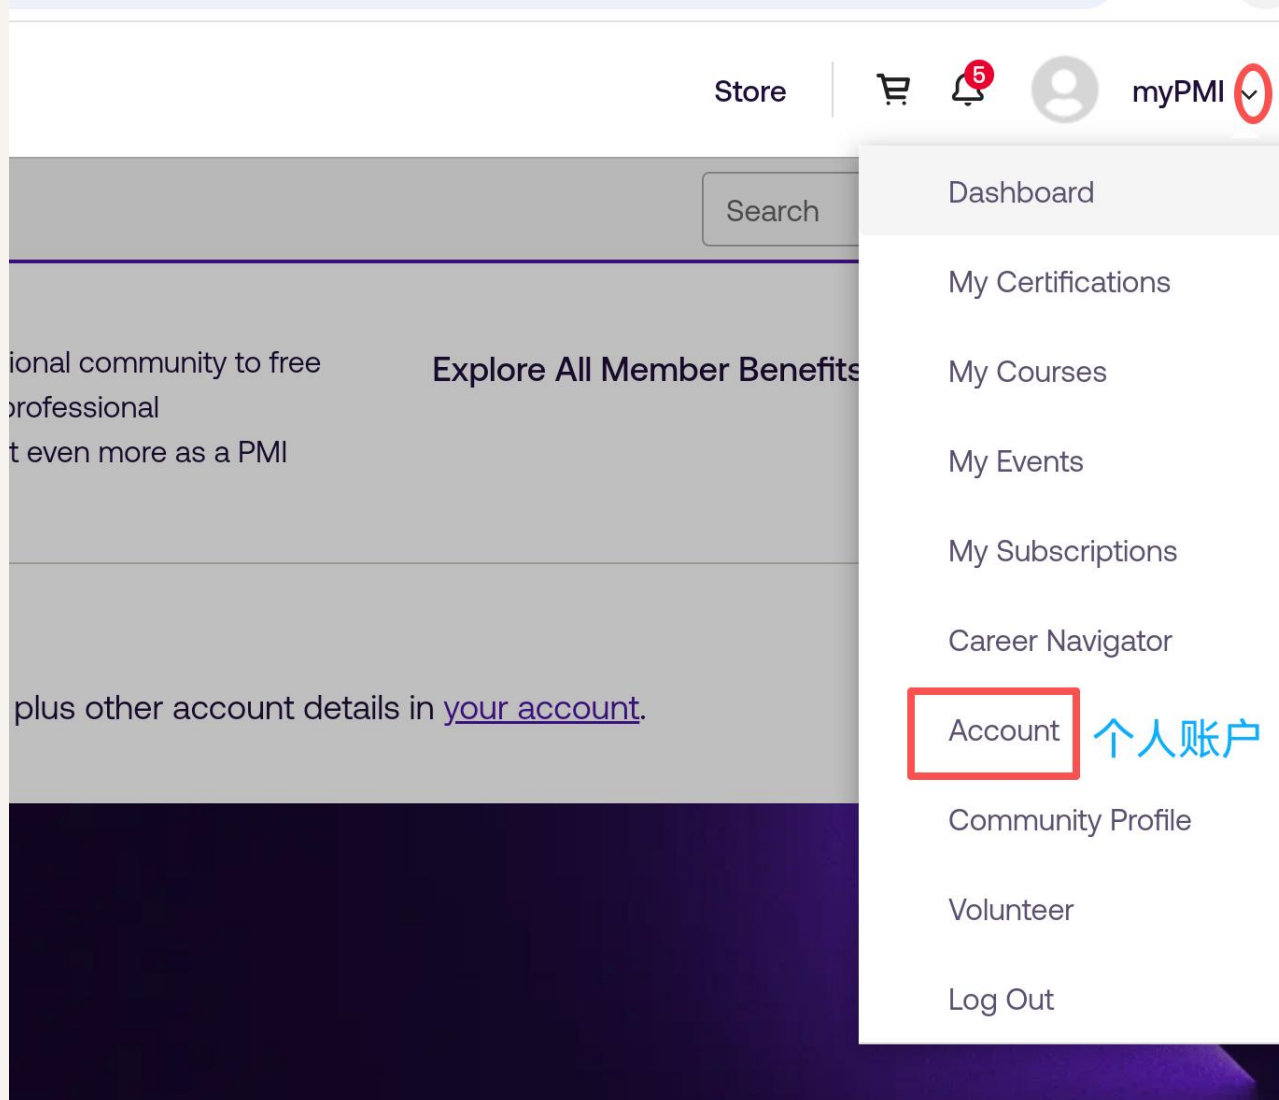 Store
5
myPMI
Search
Dashboard
My Certifications
My Courses
My Events
My Subscriptions
Career Navigator
Account 个人账户
Community Profile
Volunteer
Log Out
community to free
Explore All Member Benefits
t even more as a PMI
plus other account details in your account.